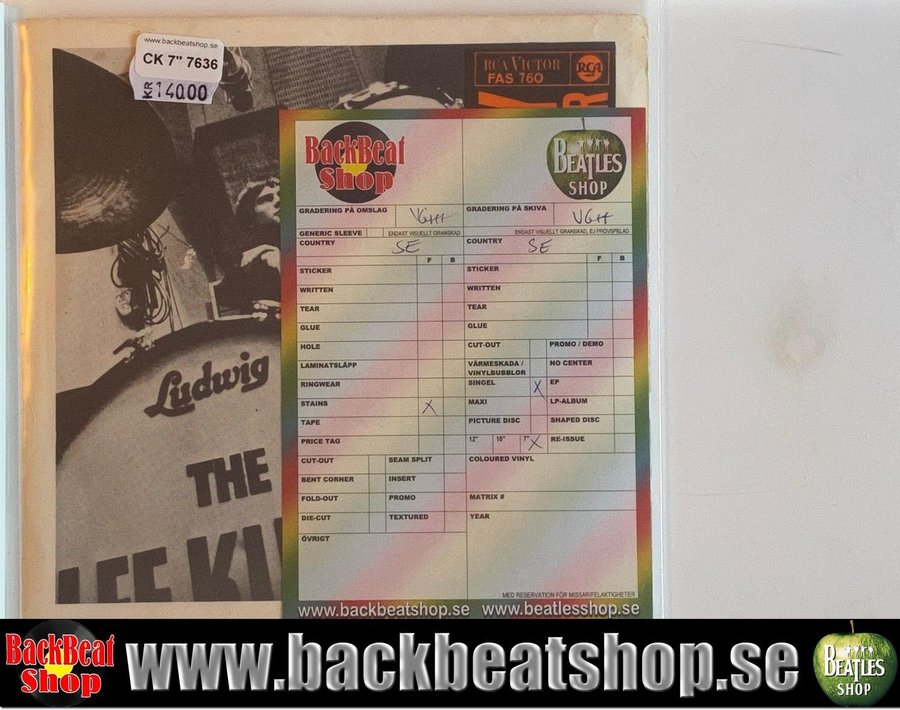 www.backbeatshop.se
CK 7" 7636
KR 140.00
RCA VICTOR
FAS 760
RCA
Ludwig
THE
BackBeat
Shop
BEATLES
SHOP
GRADERING PÅ OMSLAG
GRADERING PÅ SKIVA
GENERIC SLEEVE
ENDAST VISUELLT GRANSKAD
ENDAST VISUELLT GRANSKAD, EJ PROVSPELAD
COUNTRY SE
COUNTRY SE
F B
F B
STICKER
WRITTEN
TEAR
GLUE
HOLE
LAMINATSLÄPP
RINGWEAR
STAINS X
TAPE
PRICE TAG
CUT-OUT SEAM SPLIT
BENT CORNER INSERT
FOLD-OUT PROMO
DIE-CUT TEXTURED
ÖVRIGT
STICKER
WRITTEN
TEAR
GLUE
CUT-OUT PROMO / DEMO
VÄRMESKADA / NO CENTER
VINYLBUBBLOR
SINGEL X EP
MAXI LP-ALBUM
PICTURE DISC SHAPED DISC
12" 10" 7" X RE-ISSUE
COLOURED VINYL
MATRIX #
YEAR
MED RESERVATION FÖR MISSAR/FELAKTIGHETER
www.backbeatshop.se www.beatlesshop.se
BackBeat
Shop
www.backbeatshop.se
BEATLES
SHOP